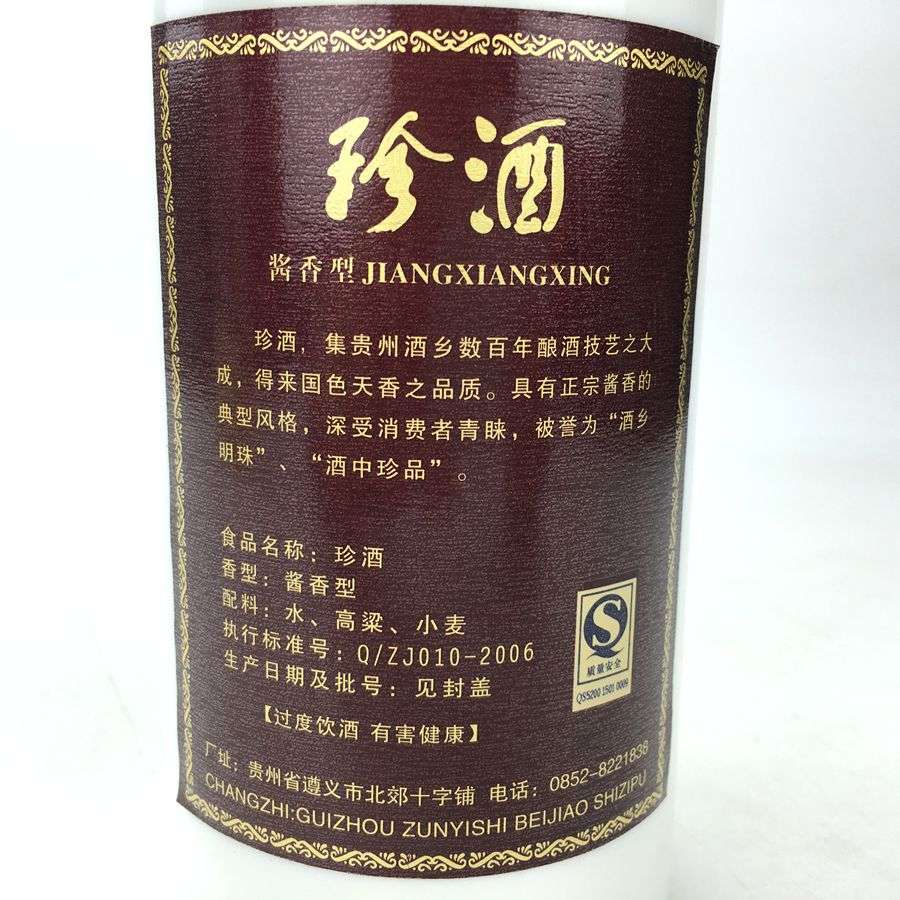 珍酒
酱香型JIANGXIANGXING
珍酒，集贵州酒乡数百年酿酒技艺之大
成，得来国色天香之品质。具有正宗酱香的
典型风格，深受消费者青睐，被誉为“酒乡
明珠”、“酒中珍品”。
食品名称：珍酒
香型：酱香型
配料：水、高粱、小麦
执行标准号：Q/ZJ010-2006
生产日期及批号：见封盖
【过度饮酒 有害健康】
质量安全
QS5200 1501 0009
厂址：贵州省遵义市北郊十字铺 电话：0852-8221838
CHANGZHI:GUIZHOU ZUNYISHI BEIJIAO SHIZIPU